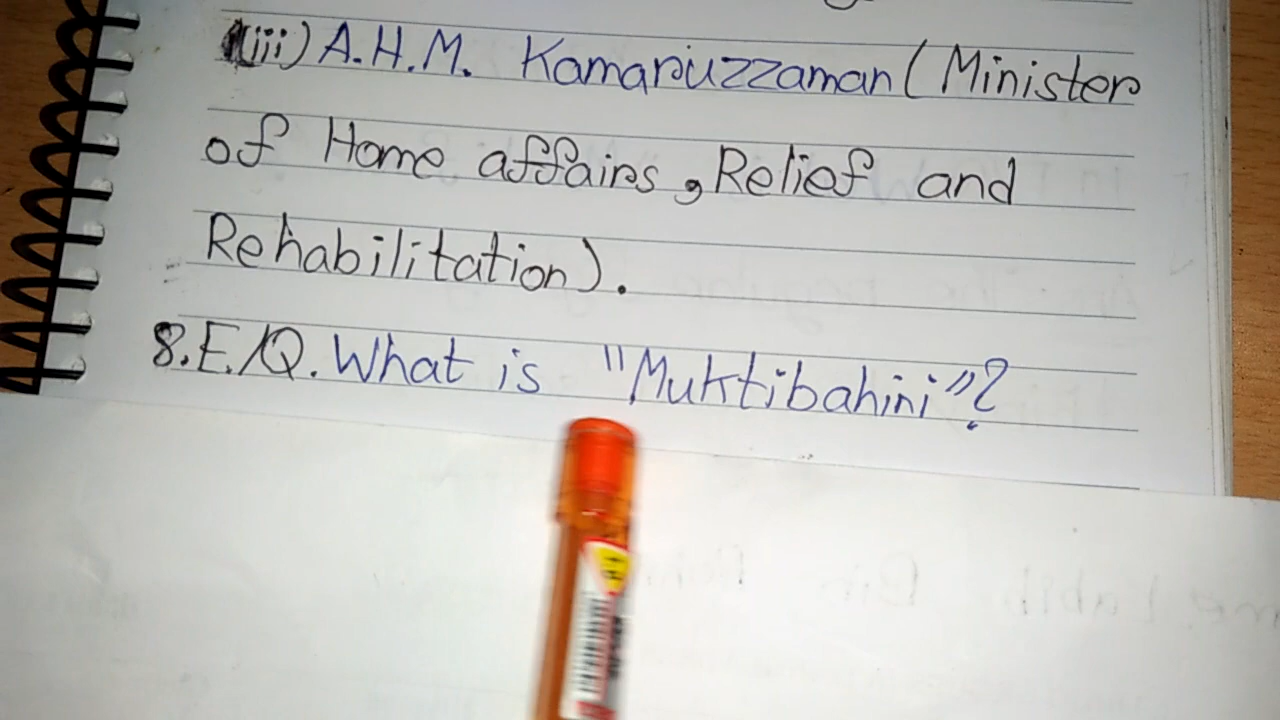 (iii) A.H.M. Kamaruzzaman (Minister
of Home affairs, Relief and
Rehabilitation).
8.E/Q. What is "Muktibahini"?